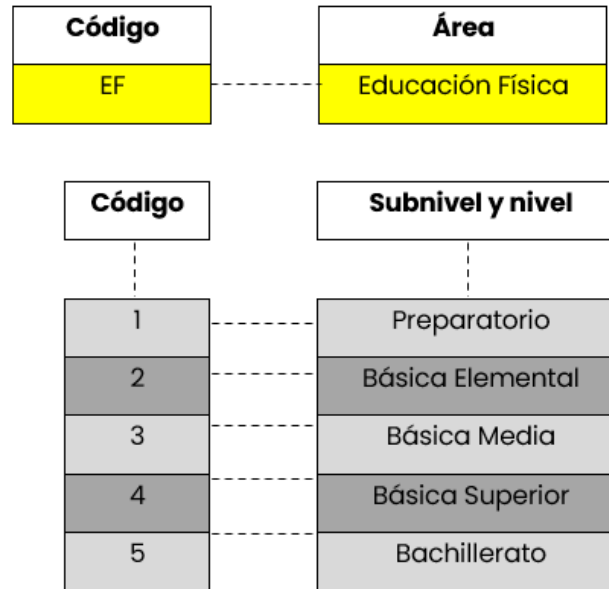 Código Área
EF Educación Física
Código Subnivel y nivel
1 Preparatorio
2 Básica Elemental
3 Básica Media
4 Básica Superior
5 Bachillerato